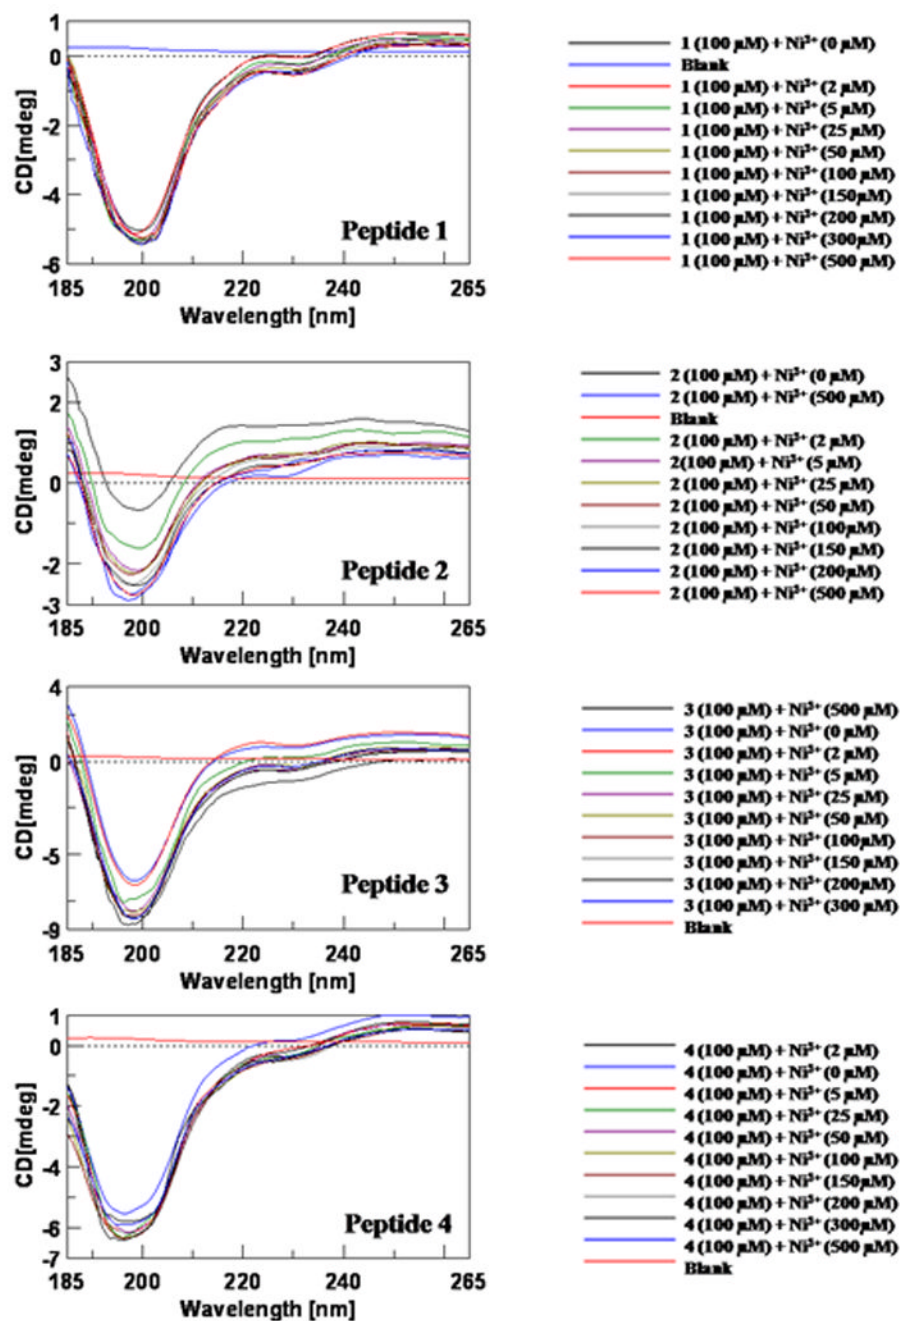 1
0
-2
-4
-6
CD[mdeg]
Peptide 1
185 200 220 240 265
Wavelength [nm]
1 (100 µM) + Ni²⁺ (0 µM)
Blank
1 (100 µM) + Ni²⁺ (2 µM)
1 (100 µM) + Ni²⁺ (5 µM)
1 (100 µM) + Ni²⁺ (25 µM)
1 (100 µM) + Ni²⁺ (50 µM)
1 (100 µM) + Ni²⁺ (100 µM)
1 (100 µM) + Ni²⁺ (150µM)
1 (100 µM) + Ni²⁺ (200 µM)
1 (100 µM) + Ni²⁺ (300µM)
1 (100 µM) + Ni²⁺ (500 µM)
3
2
0
-2
-3
CD[mdeg]
Peptide 2
185 200 220 240 265
Wavelength [nm]
2 (100 µM) + Ni²⁺ (0 µM)
2 (100 µM) + Ni²⁺ (500 µM)
Blank
2 (100 µM) + Ni²⁺ (2 µM)
2(100 µM) + Ni²⁺ (5 µM)
2 (100 µM) + Ni²⁺ (25 µM)
2 (100 µM) + Ni²⁺ (50 µM)
2 (100 µM) + Ni²⁺ (100µM)
2 (100 µM) + Ni²⁺ (150 µM)
2 (100 µM) + Ni²⁺ (200µM)
2 (100 µM) + Ni²⁺ (500 µM)
4
0
-5
-9
CD[mdeg]
Peptide 3
185 200 220 240 265
Wavelength [nm]
3 (100 µM) + Ni²⁺ (500 µM)
3 (100 µM) + Ni²⁺ (0 µM)
3 (100 µM) + Ni²⁺ (2 µM)
3 (100 µM) + Ni²⁺ (5 µM)
3 (100 µM) + Ni²⁺ (25 µM)
3 (100 µM) + Ni²⁺ (50 µM)
3 (100 µM) + Ni²⁺ (100µM)
3 (100 µM) + Ni²⁺ (150 µM)
3 (100 µM) + Ni²⁺ (200µM)
3 (100 µM) + Ni²⁺ (300 µM)
Blank
1
0
-2
-4
-6
-7
CD[mdeg]
Peptide 4
185 200 220 240 265
Wavelength [nm]
4 (100 µM) + Ni²⁺ (2 µM)
4 (100 µM) + Ni²⁺ (0 µM)
4 (100 µM) + Ni²⁺ (5 µM)
4 (100 µM) + Ni²⁺ (25 µM)
4 (100 µM) + Ni²⁺ (50 µM)
4 (100 µM) + Ni²⁺ (100 µM)
4 (100 µM) + Ni²⁺ (150µM)
4 (100 µM) + Ni²⁺ (200 µM)
4 (100 µM) + Ni²⁺ (300µM)
4 (100 µM) + Ni²⁺ (500 µM)
Blank